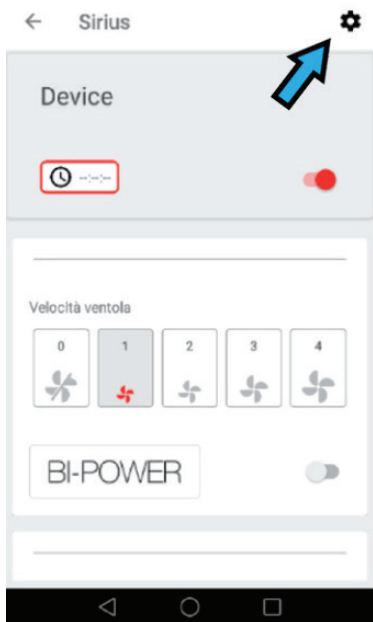 Sirius
Device
--:--:--
Velocità ventola
0 1 2 3 4
BI-POWER